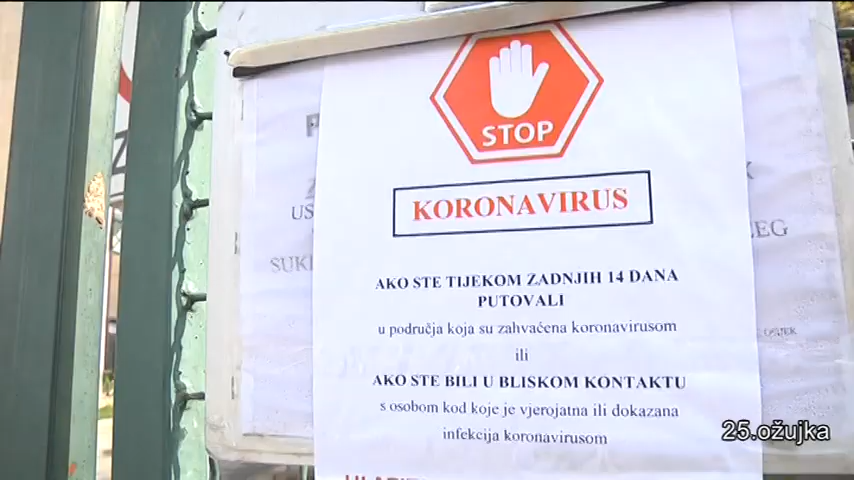 STOP
KORONAVIRUS
AKO STE TIJEKOM ZADNJIH 14 DANA
PUTOVALI
u područja koja su zahvaćena koronavirusom
ili
AKO STE BILI U BLISKOM KONTAKTU
s osobom kod koje je vjerojatna ili dokazana
infekcija koronavirusom
25.ožujka